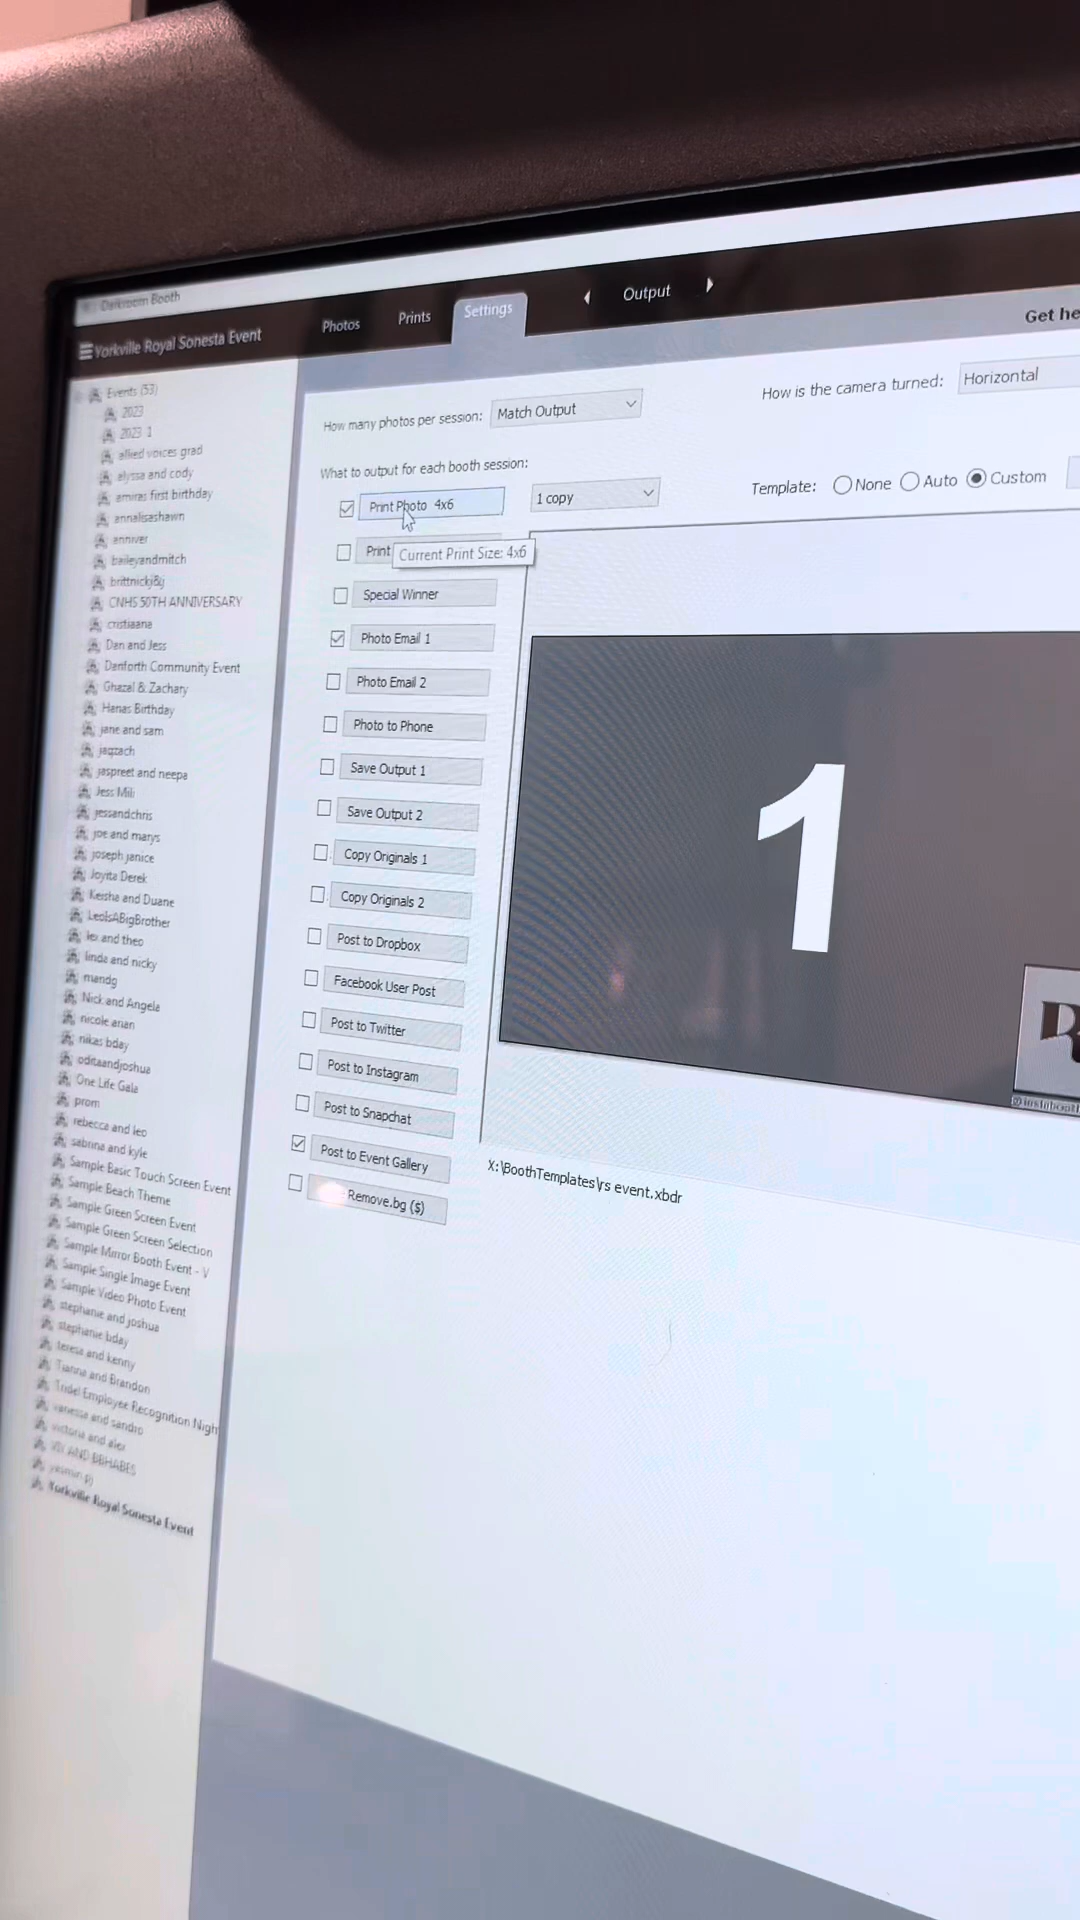 Darkroom Booth
Yorkville Royal Sonesta Event
Photos
Prints
Settings
Output
Get he
Events (53)
2023
2023 1
allied voices grad
alyssa and cody
amiras first birthday
annalisashawn
anniver
baileyandmitch
brittnickj&j
CNHS 50TH ANNIVERSARY
cristiaana
Dan and Jess
Danforth Community Event
Ghazal & Zachary
Hanas Birthday
jane and sam
jaqzach
jaspreet and neepa
Jess Mili
jessandchris
joe and marys
joseph janice
Joyita Derek
Keisha and Duane
LeoIsABigBrother
lex and theo
linda and nicky
mandg
Nick and Angela
nicole arian
nikas bday
oditaandjoshua
One Life Gala
prom
rebecca and leo
sabrina and kyle
Sample Basic Touch Screen Event
Sample Beach Theme
Sample Green Screen Event
Sample Green Screen Selection
Sample Mirror Booth Event - V
Sample Single Image Event
Sample Video Photo Event
stephanie and joshua
stephanie bday
teresa and kenny
Tianna and Brandon
Tridel Employee Recognition Nigh
vanessa and sandro
victoria and alex
AND BBHABES
Yorkville Royal Sonesta Event
How many photos per session: Match Output
How is the camera turned: Horizontal
What to output for each booth session:
Print Photo 4x6
1 copy
Template: None Auto Custom
Print
Current Print Size: 4x6
Special Winner
Photo Email 1
Photo Email 2
Photo to Phone
Save Output 1
Save Output 2
Copy Originals 1
Copy Originals 2
Post to Dropbox
Facebook User Post
Post to Twitter
Post to Instagram
Post to Snapchat
Post to Event Gallery
Remove.bg ($)
1
X:\BoothTemplates\rs event.xbdr